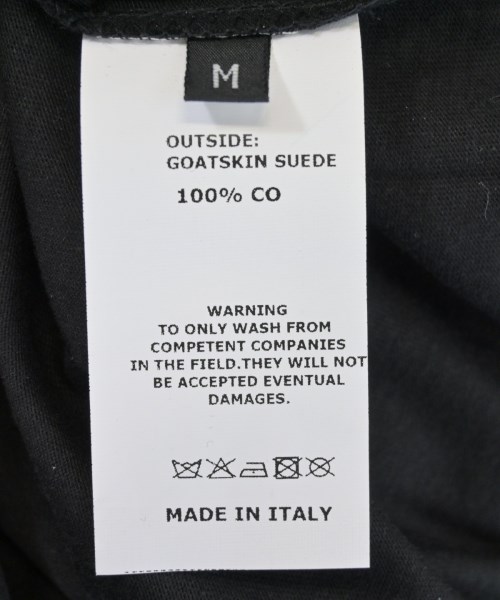 M
OUTSIDE:
GOATSKIN SUEDE
100% CO
WARNING
TO ONLY WASH FROM
COMPETENT COMPANIES
IN THE FIELD.THEY WILL NOT
BE ACCEPTED EVENTUAL
DAMAGES.
MADE IN ITALY